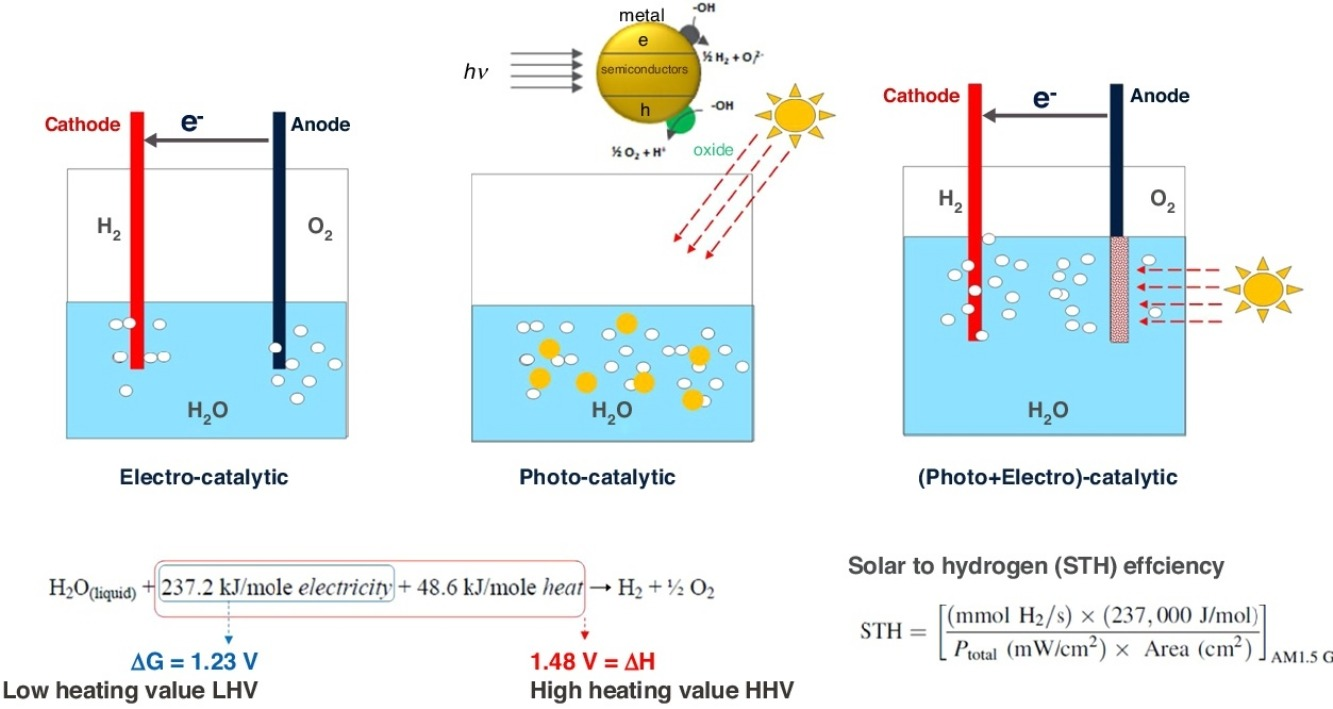 metal
-OH
e
½ H₂ + O₂²⁻
hν
semiconductors
h
-OH
½ O₂ + H⁺
oxide
Cathode
e-
Anode
H₂
O₂
H₂O
Electro-catalytic
H₂O
Photo-catalytic
Cathode
e-
Anode
H₂
O₂
H₂O
(Photo+Electro)-catalytic
H₂O(liquid) + 237.2 kJ/mole electricity + 48.6 kJ/mole heat → H₂ + ½ O₂
ΔG = 1.23 V
Low heating value LHV
1.48 V = ΔH
High heating value HHV
Solar to hydrogen (STH) effciency
STH = [(mmol H₂/s) × (237,000 J/mol)
Ptotal (mW/cm²) × Area (cm²)] AM1.5 G